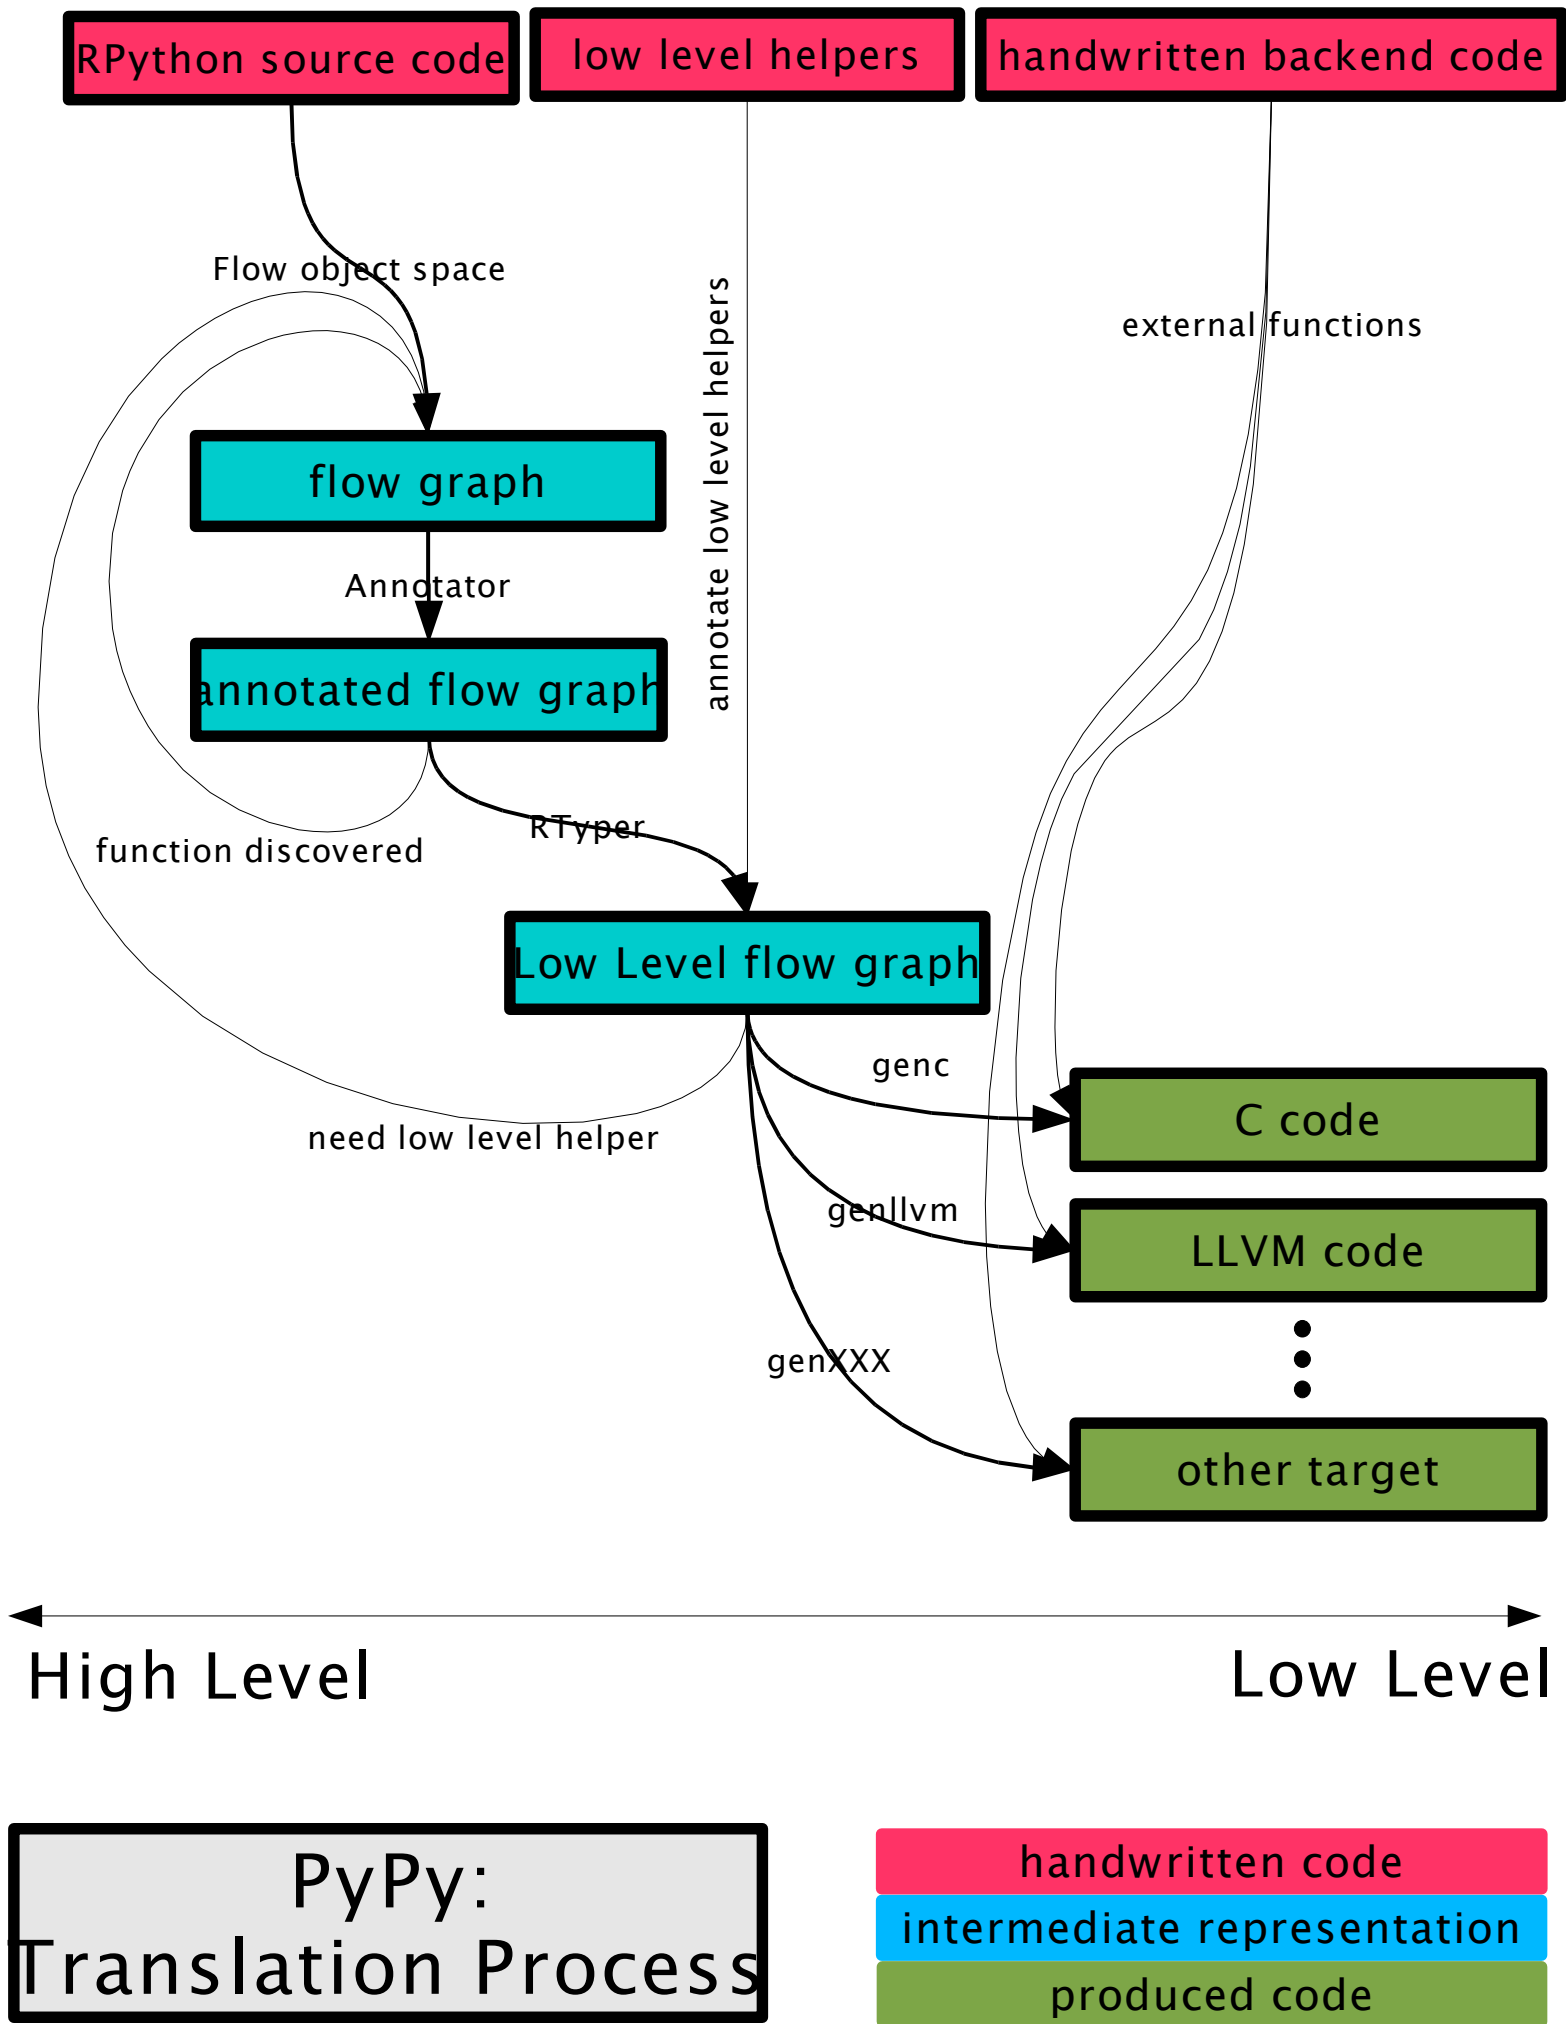 RPython source code
low level helpers
handwritten backend code
Flow object space
annotate low level helpers
external functions
flow graph
Annotator
annotated flow graph
RTyper
function discovered
Low Level flow graph
genc
C code
need low level helper
genllvm
LLVM code
genXXX
other target
High Level
Low Level
PyPy:
Translation Process
handwritten code
intermediate representation
produced code